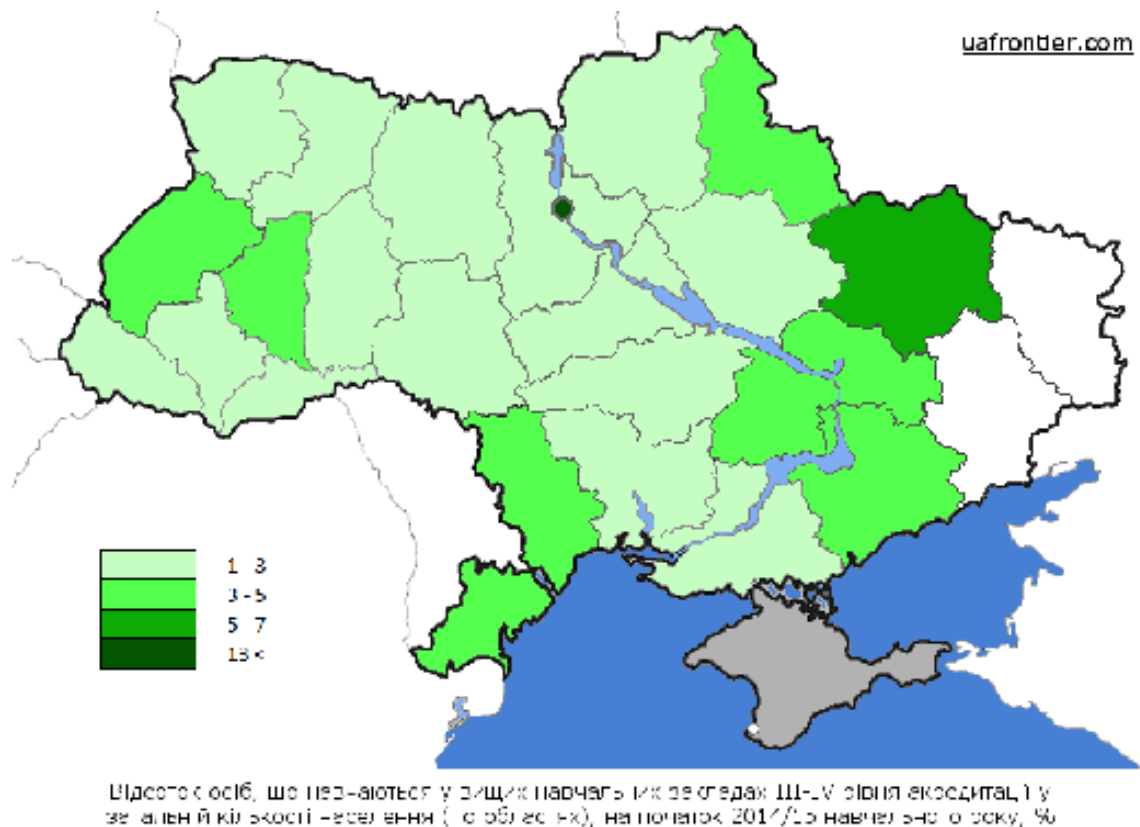 uafrontier.com
1 - 3
3 - 5
5 - 7
13 <
Відсоток осіб, що навчаються у вищих навчальних закладах III-IV рівня акредитації у
загальній кількості населення (по областях), на початок 2014/15 навчального року, %